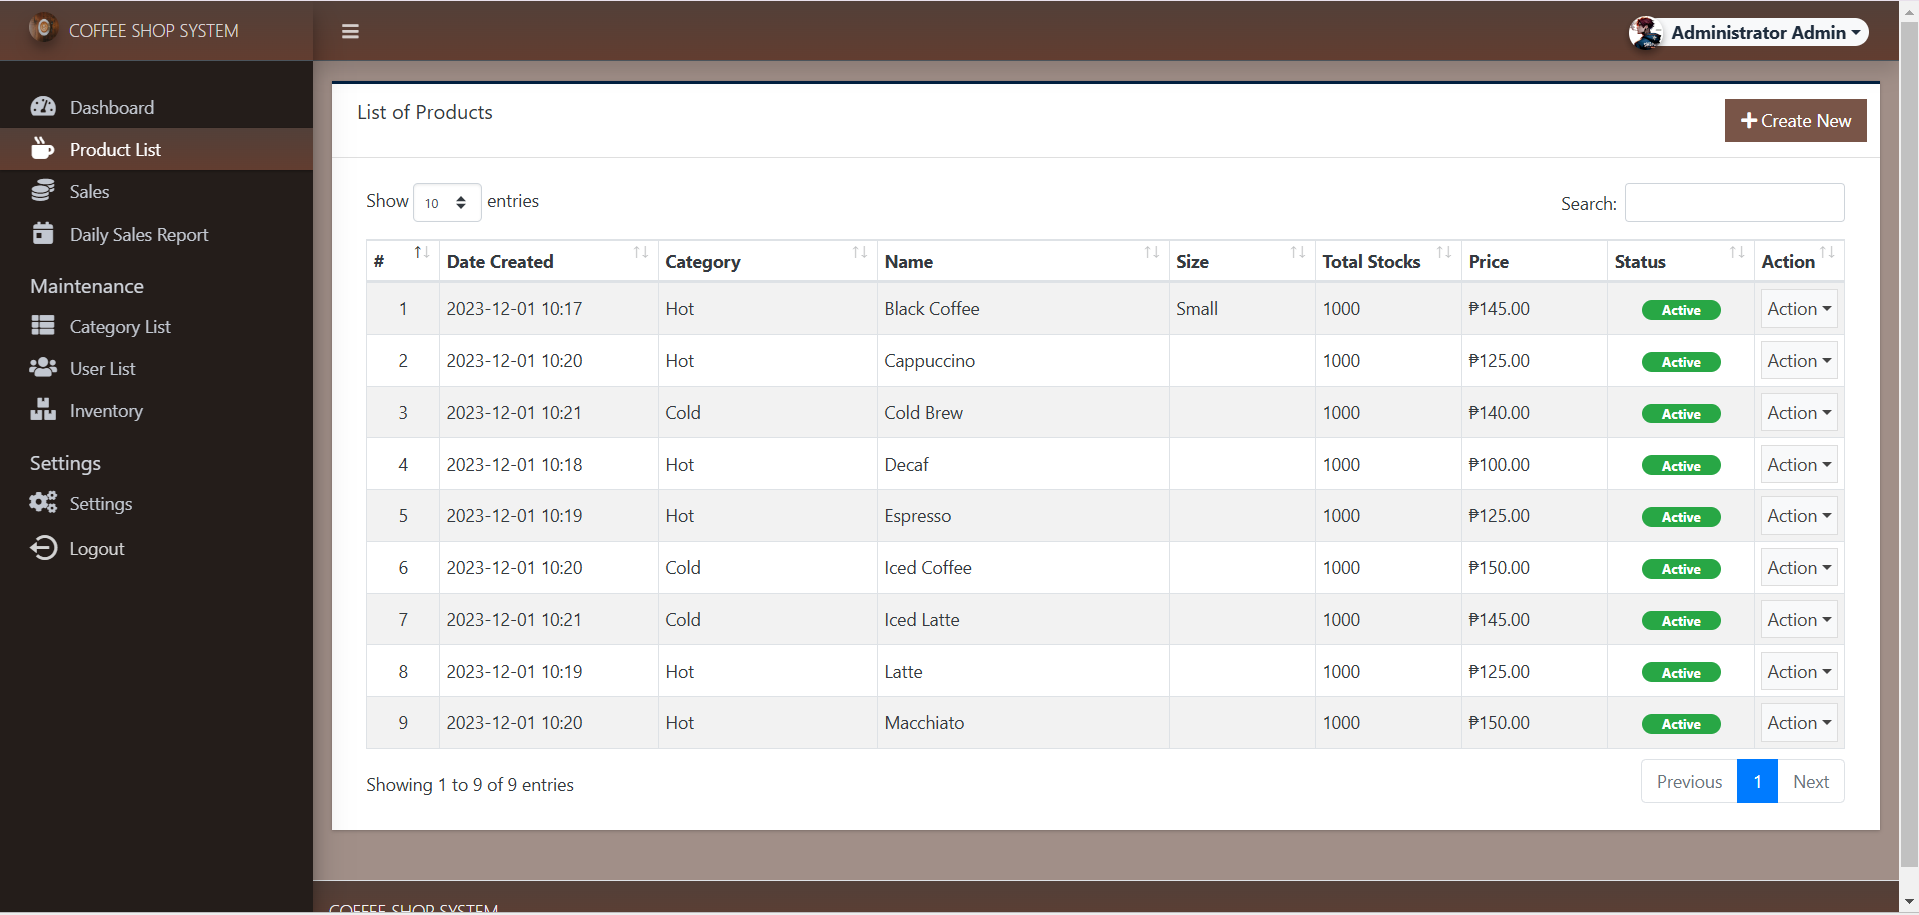 COFFEE SHOP SYSTEM
Administrator Admin
Dashboard
Product List
Sales
Daily Sales Report
Maintenance
Category List
User List
Inventory
Settings
Settings
Logout
List of Products
Create New
Show 10 entries
Search:
# Date Created Category Name Size Total Stocks Price Status Action
1 2023-12-01 10:17 Hot Black Coffee Small 1000 ₱145.00 Active Action
2 2023-12-01 10:20 Hot Cappuccino 1000 ₱125.00 Active Action
3 2023-12-01 10:21 Cold Cold Brew 1000 ₱140.00 Active Action
4 2023-12-01 10:18 Hot Decaf 1000 ₱100.00 Active Action
5 2023-12-01 10:19 Hot Espresso 1000 ₱125.00 Active Action
6 2023-12-01 10:20 Cold Iced Coffee 1000 ₱150.00 Active Action
7 2023-12-01 10:21 Cold Iced Latte 1000 ₱145.00 Active Action
8 2023-12-01 10:19 Hot Latte 1000 ₱125.00 Active Action
9 2023-12-01 10:20 Hot Macchiato 1000 ₱150.00 Active Action
Showing 1 to 9 of 9 entries
Previous 1 Next
COFFEE SHOP SYSTEM